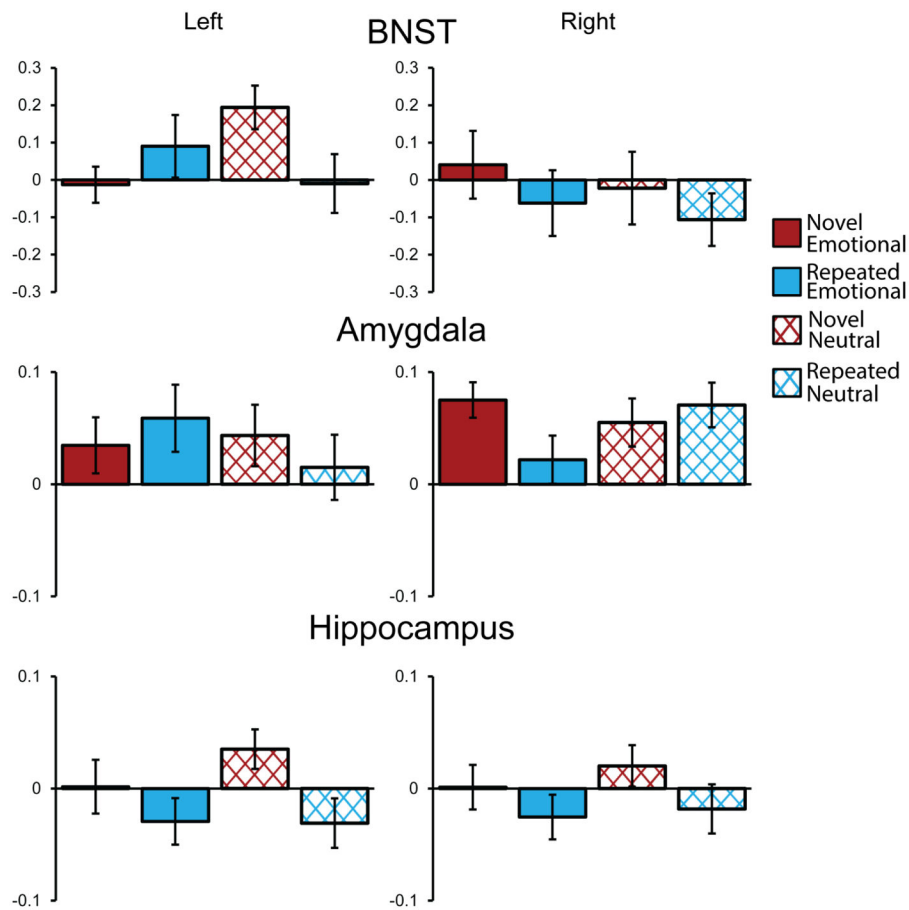 Left
BNST
Right
0.3
0.2
0.1
0
-0.1
-0.2
-0.3
0.3
0.2
0.1
0
-0.1
-0.2
-0.3
Novel
Emotional
Repeated
Emotional
Novel
Neutral
Repeated
Neutral
Amygdala
0.1
0
-0.1
0.1
0
-0.1
Hippocampus
0.1
0
-0.1
0.1
0
-0.1